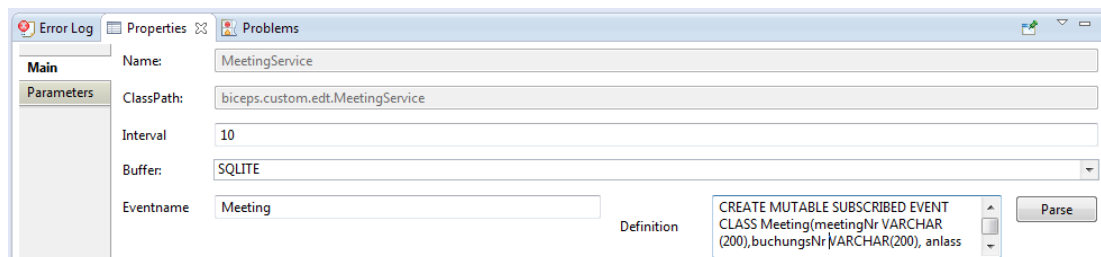 Error Log Properties Problems
Main
Parameters
Name: MeetingService
ClassPath: biceps.custom.edt.MeetingService
Interval 10
Buffer: SQLITE
Eventname Meeting
Definition
CREATE MUTABLE SUBSCRIBED EVENT
CLASS Meeting(meetingNr VARCHAR
(200),buchungsNr VARCHAR(200), anlass
Parse